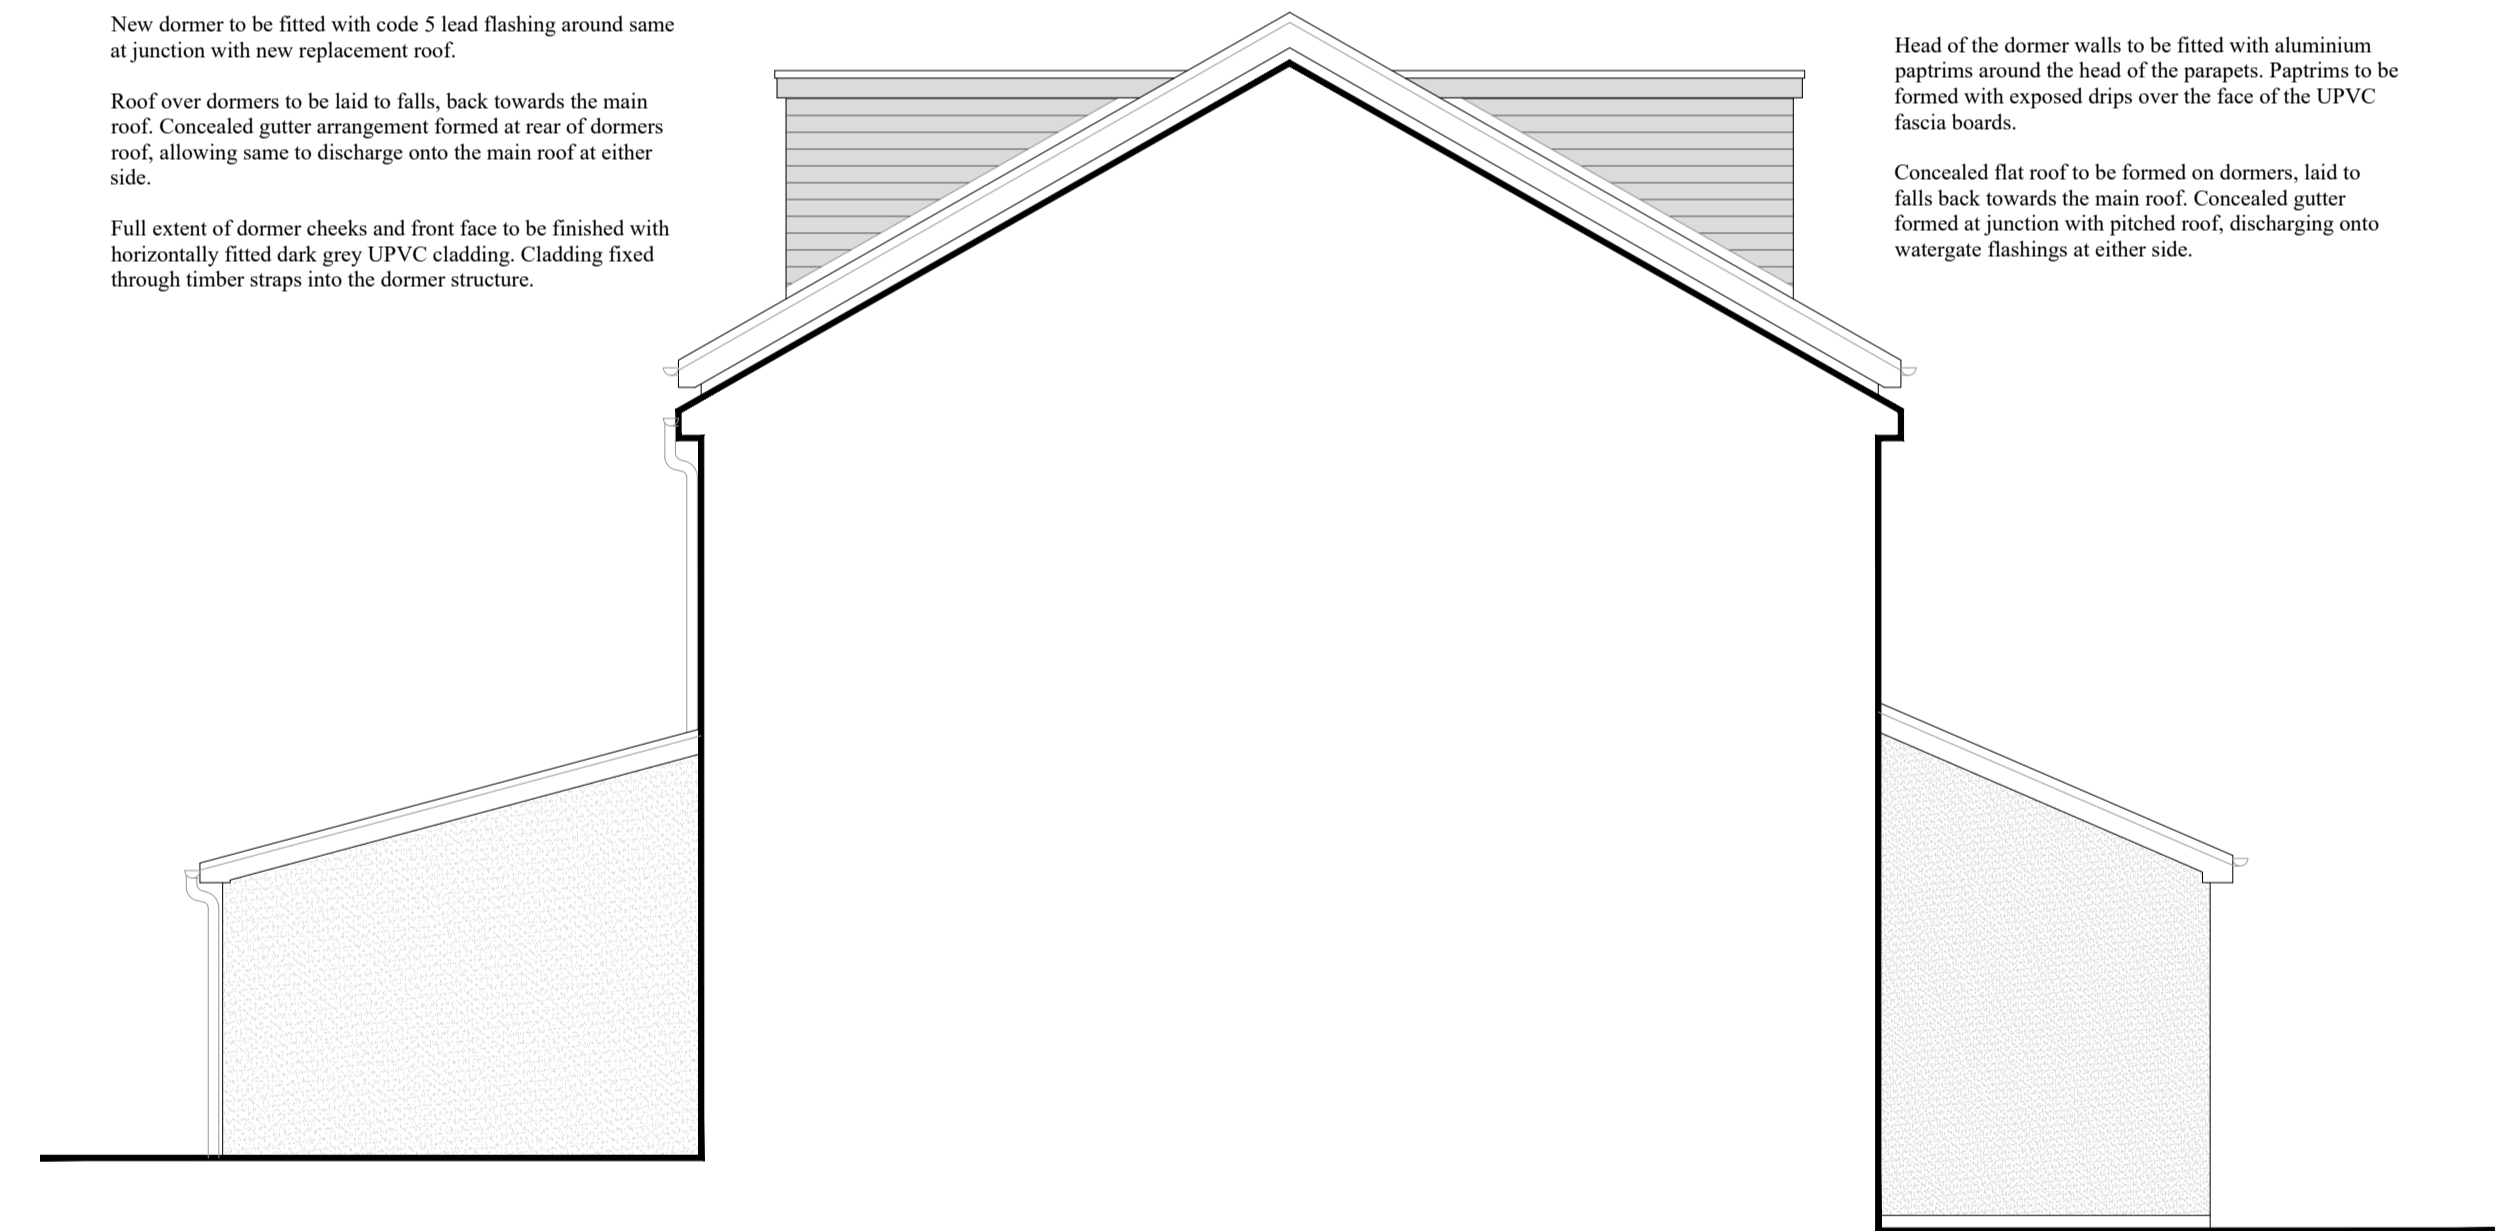 New dormer to be fitted with code 5 lead flashing around same
at junction with new replacement roof.
Roof over dormers to be laid to falls, back towards the main
roof. Concealed gutter arrangement formed at rear of dormers
roof, allowing same to discharge onto the main roof at either
side.
Full extent of dormer cheeks and front face to be finished with
horizontally fitted dark grey UPVC cladding. Cladding fixed
through timber straps into the dormer structure.
Head of the dormer walls to be fitted with aluminium
paptrims around the head of the parapets. Paptrims to be
formed with exposed drips over the face of the UPVC
fascia boards.
Concealed flat roof to be formed on dormers, laid to
falls back towards the main roof. Concealed gutter
formed at junction with pitched roof, discharging onto
watergate flashings at either side.